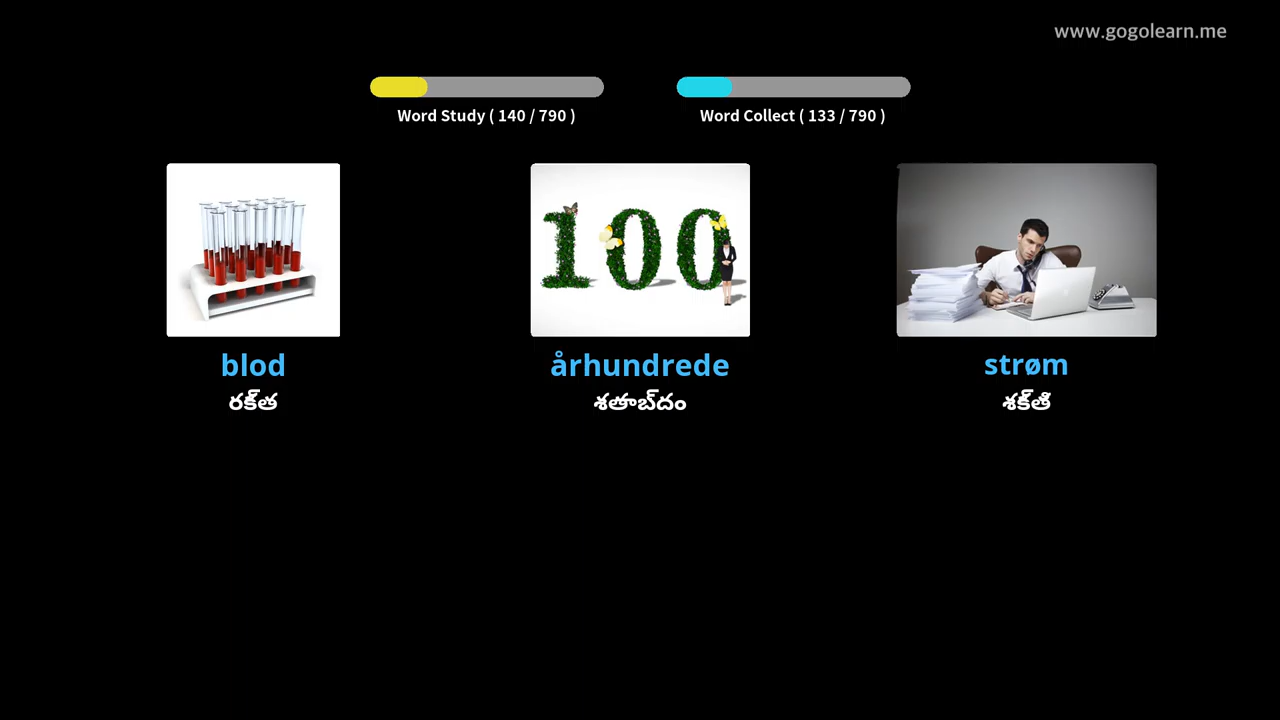 www.gogolearn.me
Word Study ( 140 / 790 )
Word Collect ( 133 / 790 )
blod
రక్‌త
århundrede
శతాబ్‌దం
strøm
శక్‌తి